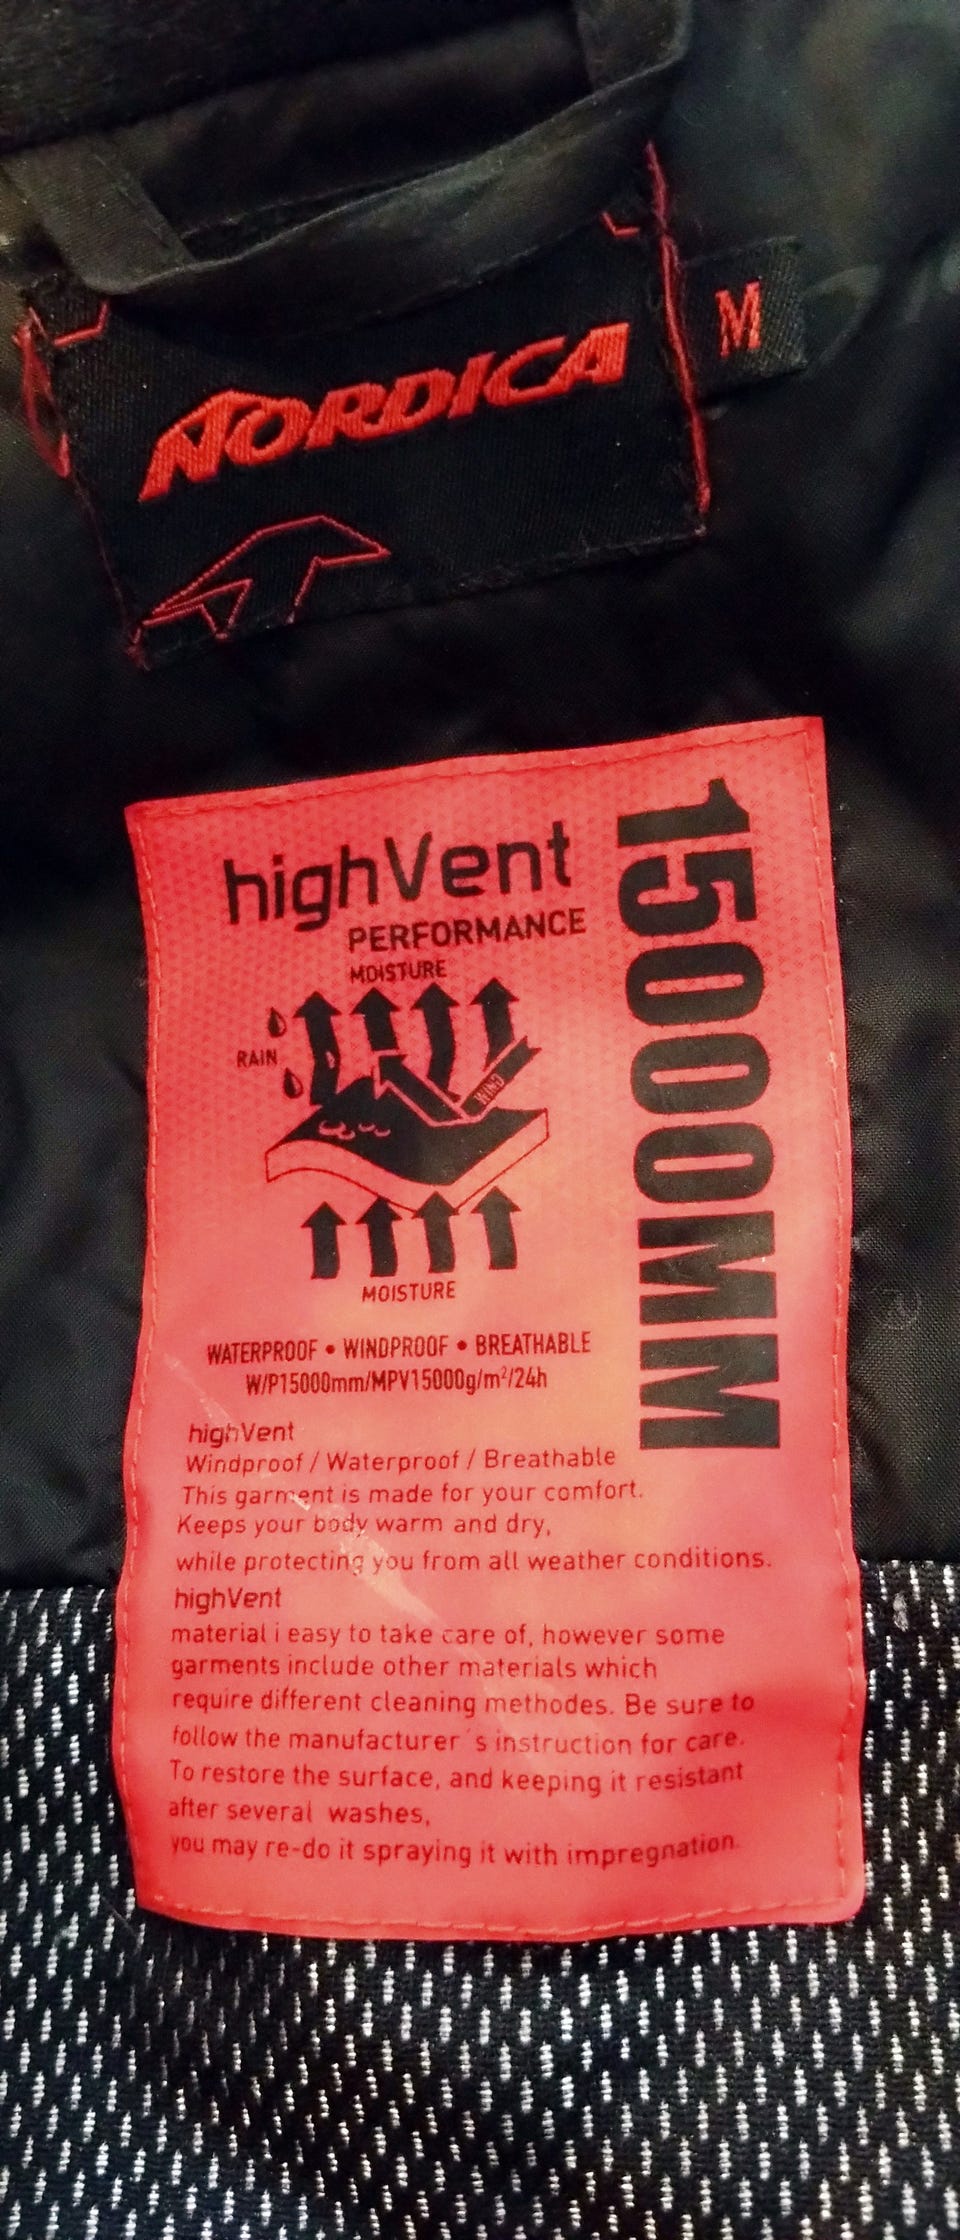 NORDICA
M
highVent
PERFORMANCE
15000MM
MOISTURE
RAIN
WIND
MOISTURE
WATERPROOF • WINDPROOF • BREATHABLE
W/P15000mm/MPV15000g/m²/24h
highVent
Windproof / Waterproof / Breathable
This garment is made for your comfort.
Keeps your body warm and dry,
while protecting you from all weather conditions.
highVent
material i easy to take care of, however some
garments include other materials which
require different cleaning methodes. Be sure to
follow the manufacturer´s instruction for care.
To restore the surface, and keeping it resistant
after several washes,
you may re-do it spraying it with impregnation.